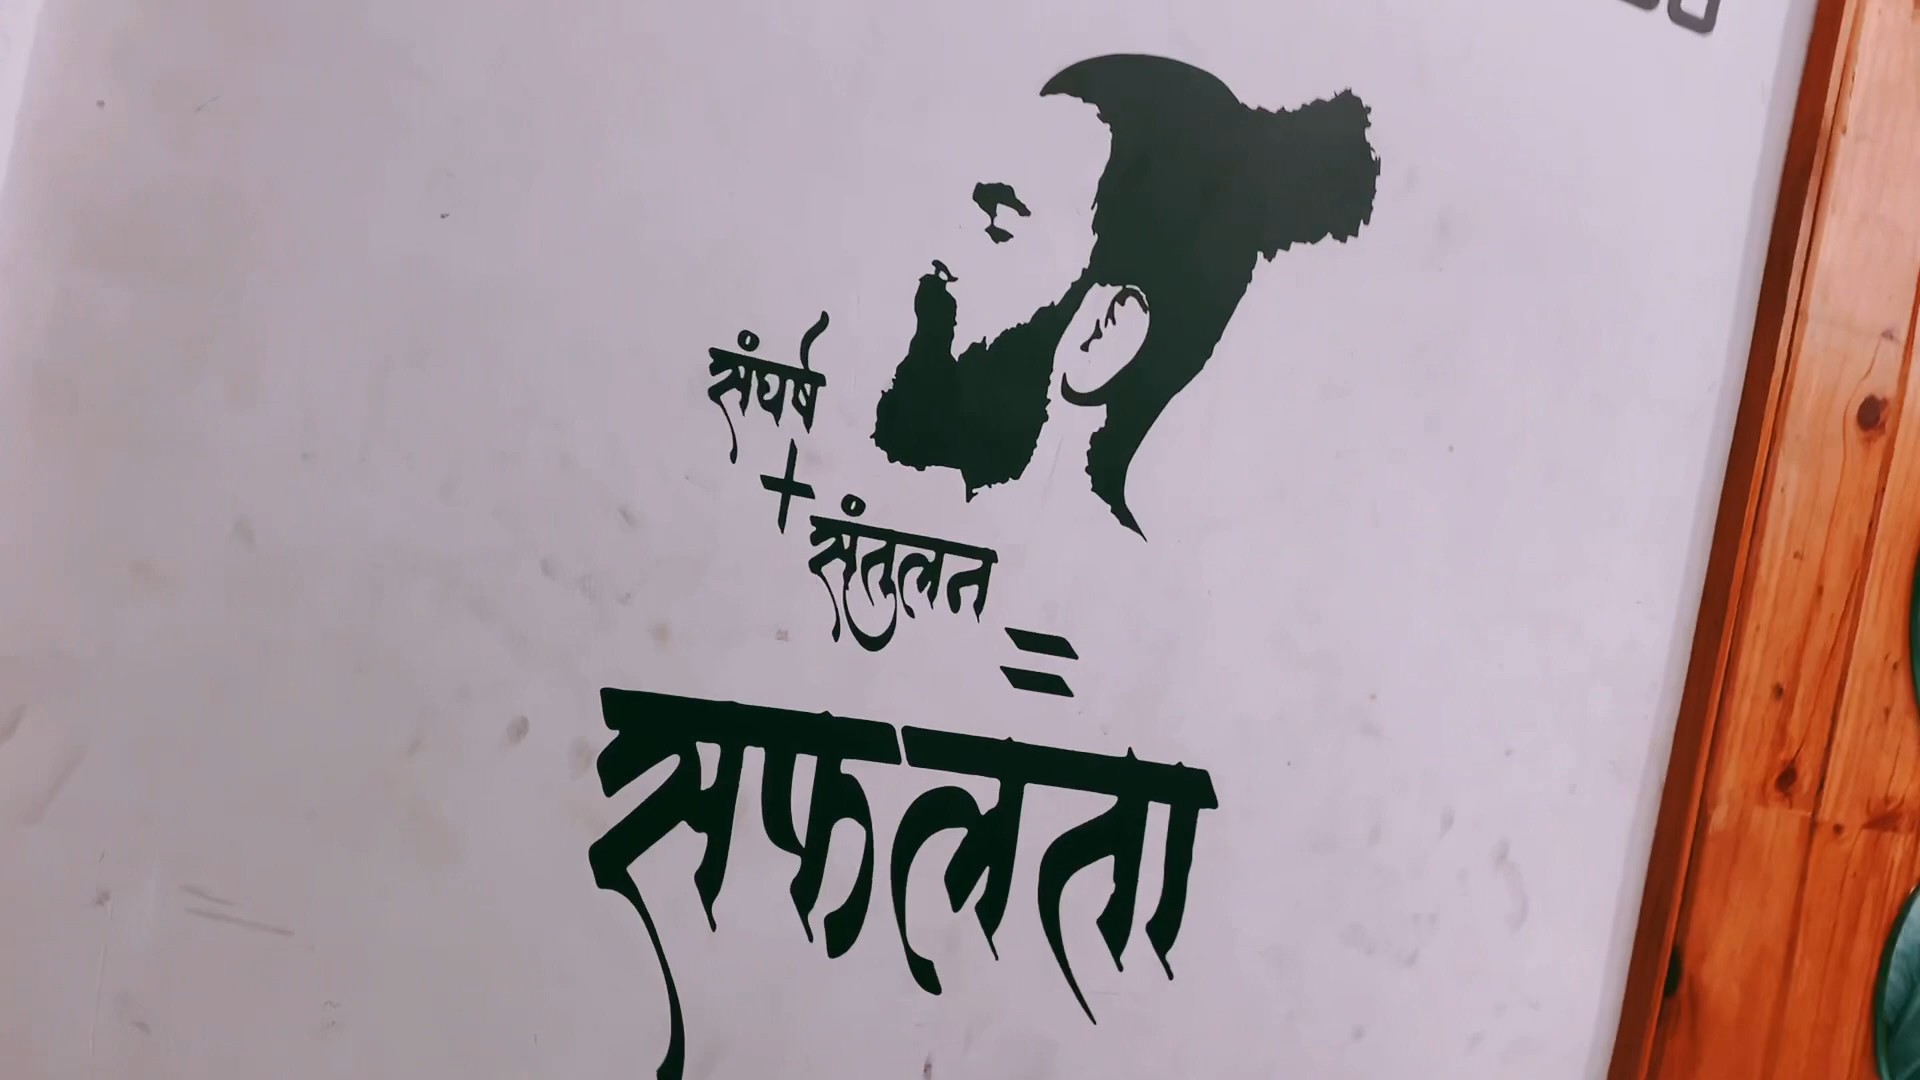 संघर्ष
+
संतुलन
=
सफलता